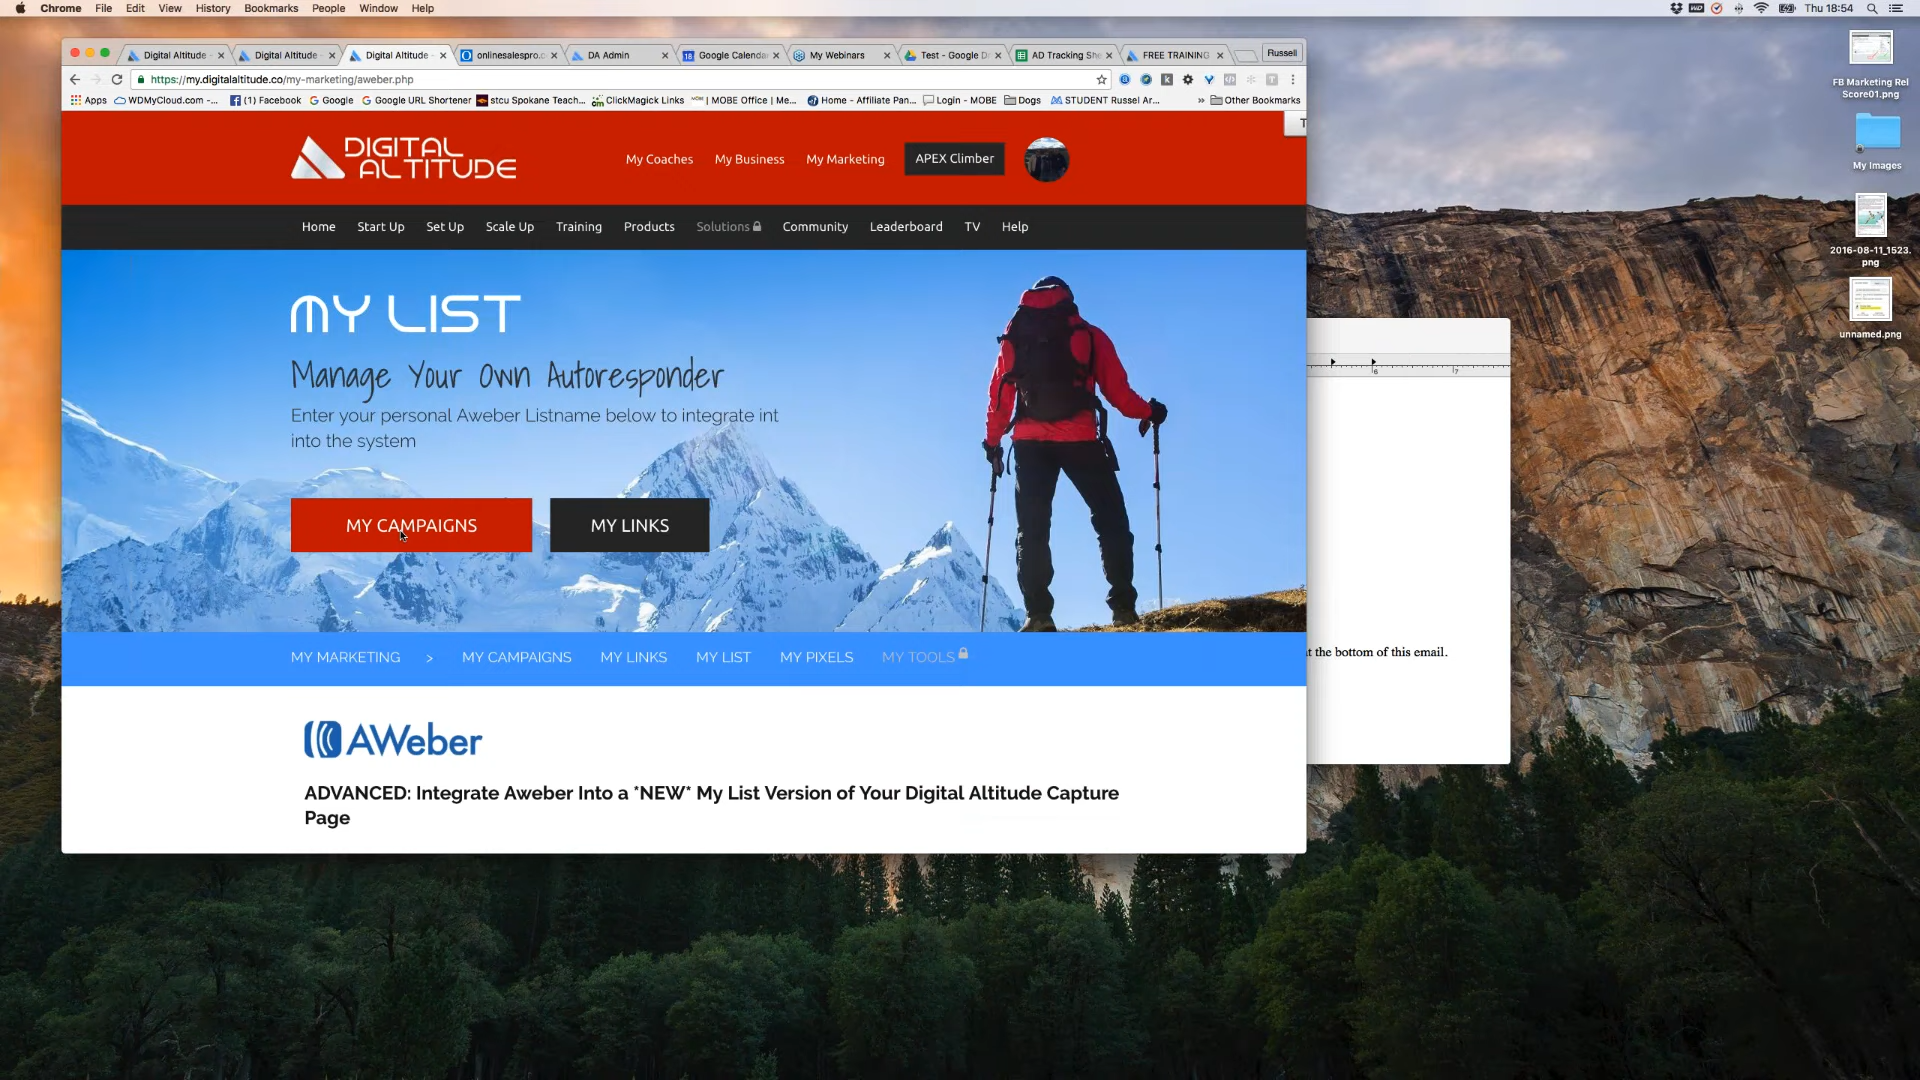 Chrome File Edit View History Bookmarks People Window Help
Thu 18:54
Digital Altitude -
Digital Altitude -
Digital Altitude -
onlinesalespro.c
DA Admin
Google Calenda
My Webinars
Test - Google Dr
AD Tracking She
FREE TRAINING
Russell
https://my.digitalaltitude.co/my-marketing/aweber.php
Apps
WDMyCloud.com -...
(1) Facebook
Google
Google URL Shortener
stcu Spokane Teach...
ClickMagick Links
| MOBE Office | Me...
Home - Affiliate Pan...
Login - MOBE
Dogs
STUDENT Russel Ar...
»
Other Bookmarks
DIGITAL
ALTITUDE
My Coaches
My Business
My Marketing
APEX Climber
T
Home
Start Up
Set Up
Scale Up
Training
Products
Solutions
Community
Leaderboard
TV
Help
MY LIST
Manage Your Own Autoresponder
Enter your personal Aweber Listname below to integrate int
into the system
MY CAMPAIGNS
MY LINKS
MY MARKETING > MY CAMPAIGNS MY LINKS MY LIST MY PIXELS MY TOOLS
AWeber
ADVANCED: Integrate Aweber Into a *NEW* My List Version of Your Digital Altitude Capture
Page
6
7
t the bottom of this email.
FB Marketing Rel
Score01.png
My Images
2016-08-11_1523.
png
unnamed.png